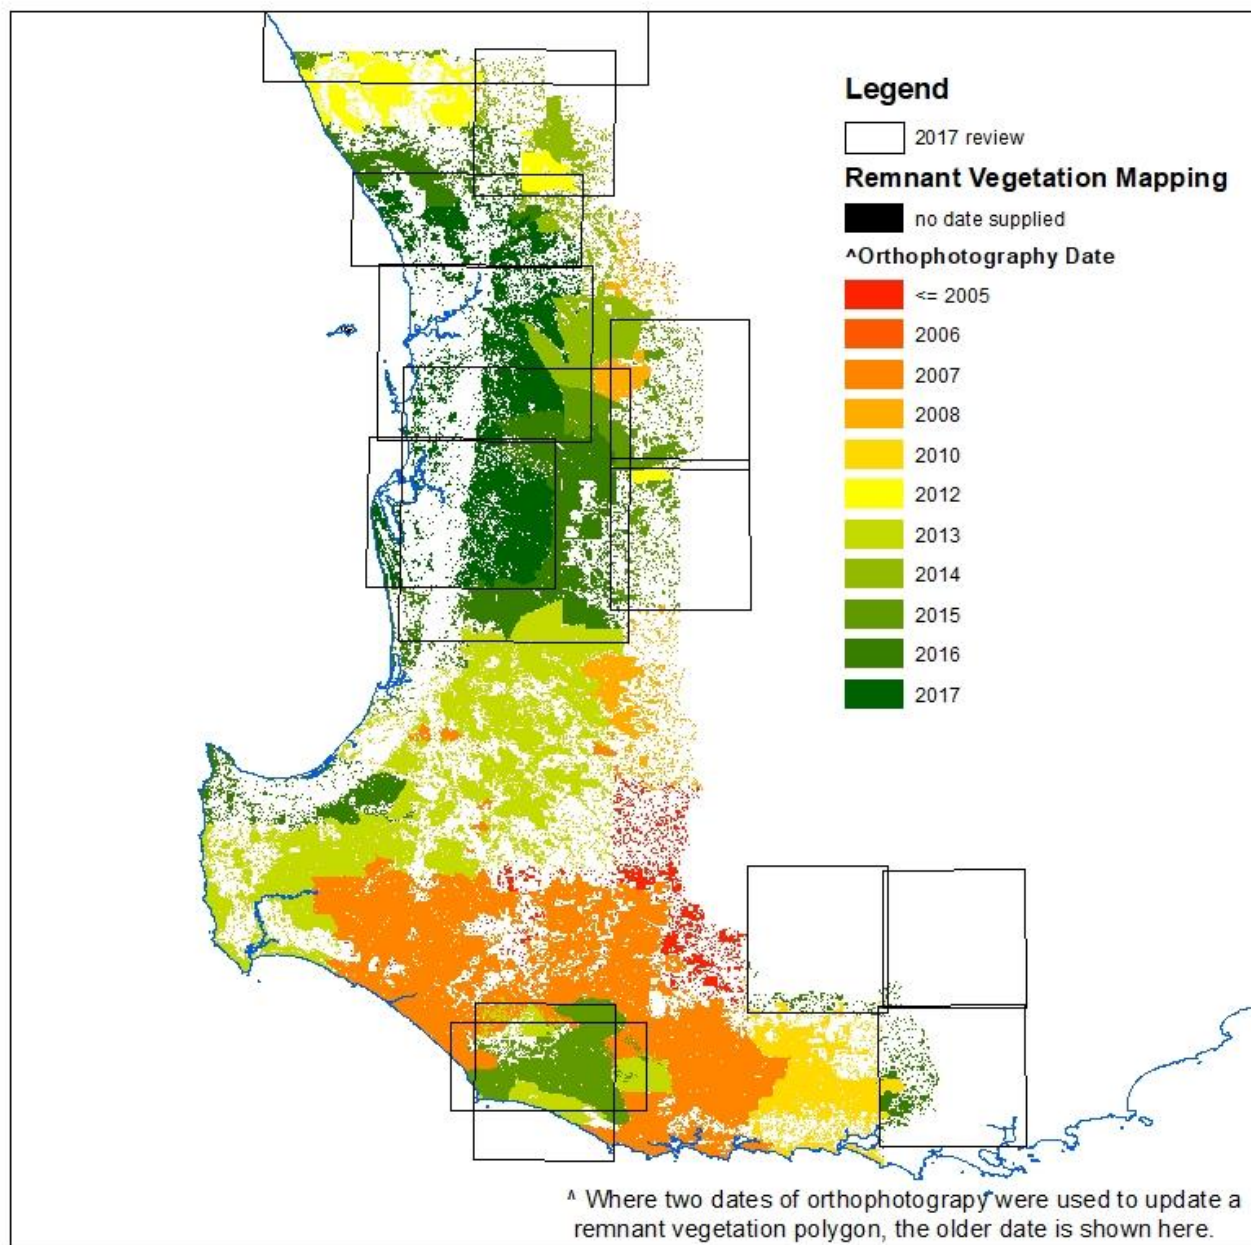 Legend
2017 review
Remnant Vegetation Mapping
no date supplied
^Orthophotography Date
<= 2005
2006
2007
2008
2010
2012
2013
2014
2015
2016
2017
^ Where two dates of orthophotograpy were used to update a
remnant vegetation polygon, the older date is shown here.